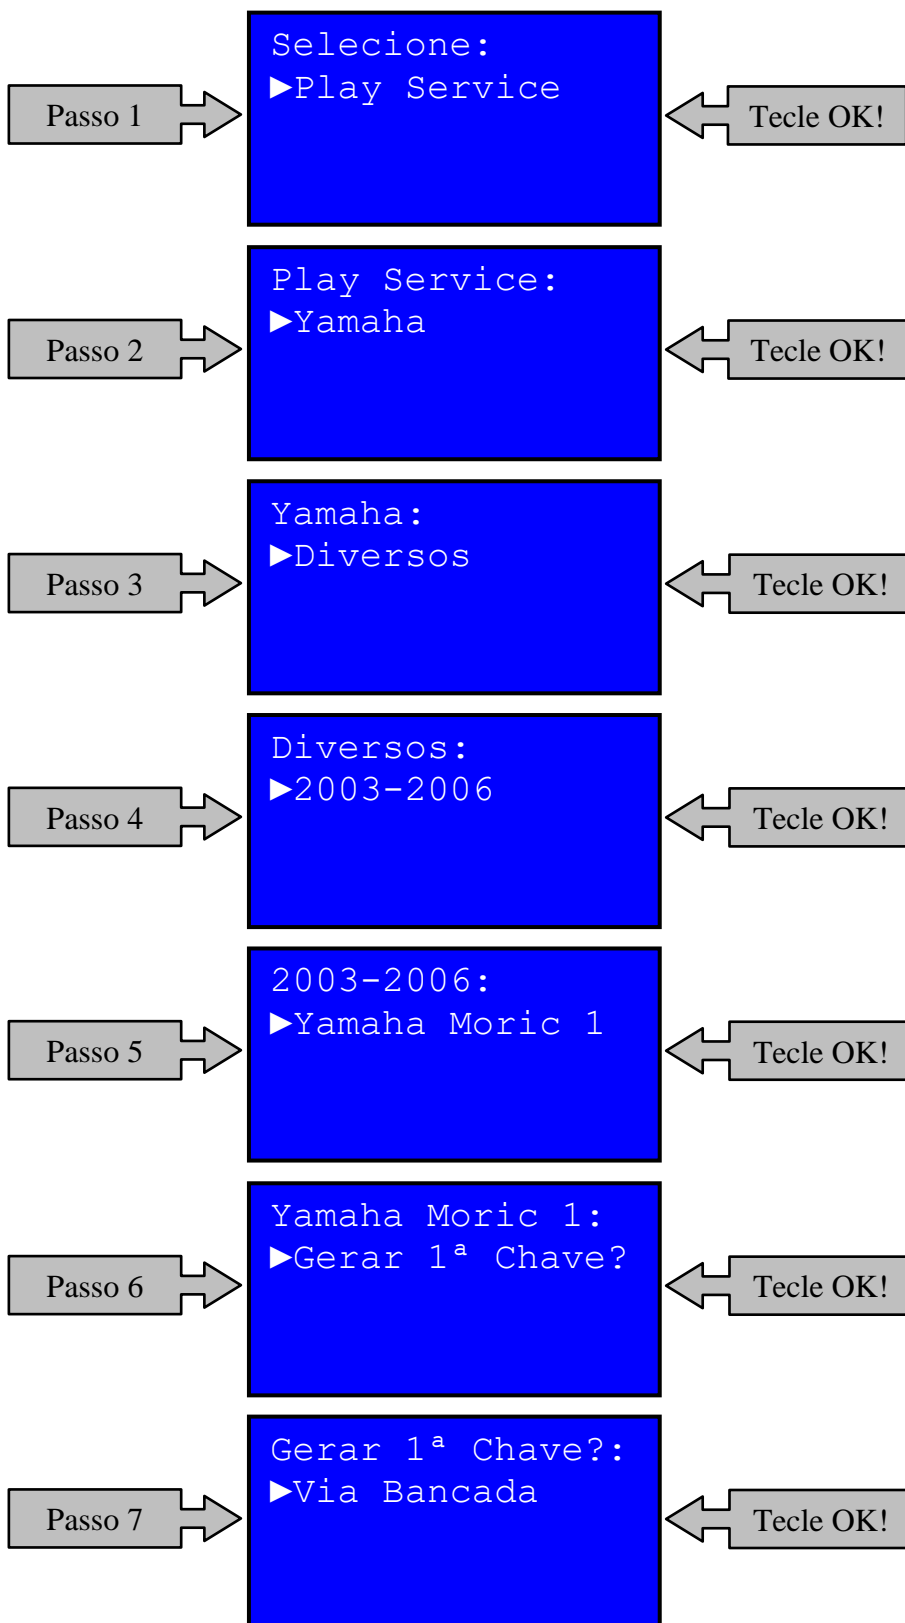 Passo 1
Selecione:
►Play Service
Tecle OK!
Passo 2
Play Service:
►Yamaha
Tecle OK!
Passo 3
Yamaha:
►Diversos
Tecle OK!
Passo 4
Diversos:
►2003-2006
Tecle OK!
Passo 5
2003-2006:
►Yamaha Moric 1
Tecle OK!
Passo 6
Yamaha Moric 1:
►Gerar 1ª Chave?
Tecle OK!
Passo 7
Gerar 1ª Chave?:
►Via Bancada
Tecle OK!